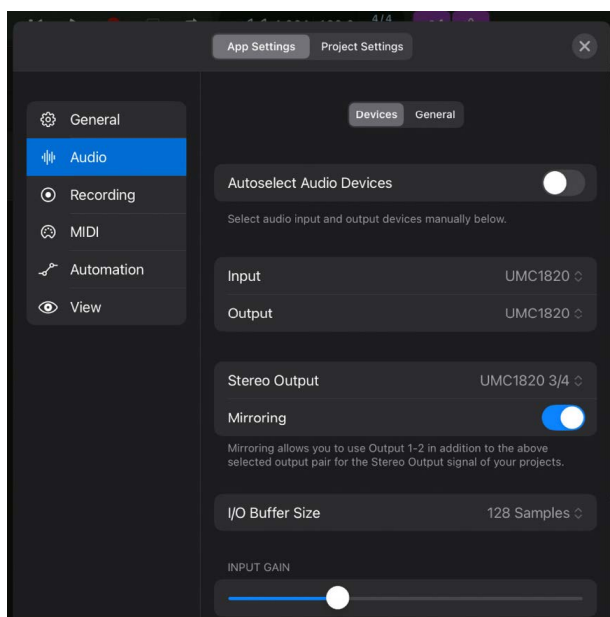 4/4
App Settings
Project Settings
General
Audio
Recording
MIDI
Automation
View
Devices
General
Autoselect Audio Devices
Select audio input and output devices manually below.
Input
UMC1820
Output
UMC1820
Stereo Output
UMC1820 3/4
Mirroring
Mirroring allows you to use Output 1-2 in addition to the above
selected output pair for the Stereo Output signal of your projects.
I/O Buffer Size
128 Samples
INPUT GAIN